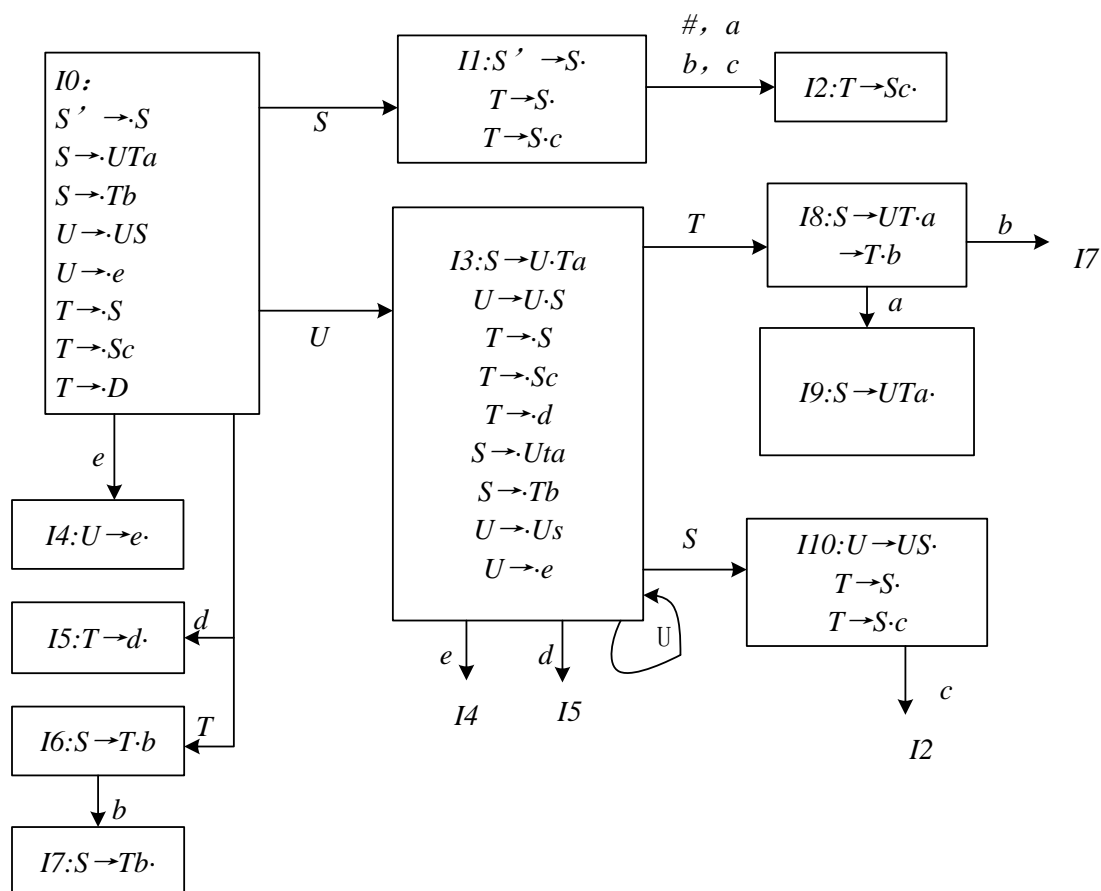 I0：
S’→·S
S→·UTa
S→·Tb
U→·US
U→·e
T→·S
T→·Sc
T→·D
S
I1:S’→S·
T→S·
T→S·c
#，a
b，c
I2:T→Sc·
U
I3:S→U·Ta
U→U·S
T→·S
T→·Sc
T→·d
S→·Uta
S→·Tb
U→·Us
U→·e
T
I8:S→UT·a
→T·b
b
I7
a
I9:S→UTa·
S
I10:U→US·
T→S·
T→S·c
c
I2
U
e
I4
d
I5
e
I4:U→e·
d
I5:T→d·
T
I6:S→T·b
b
I7:S→Tb·